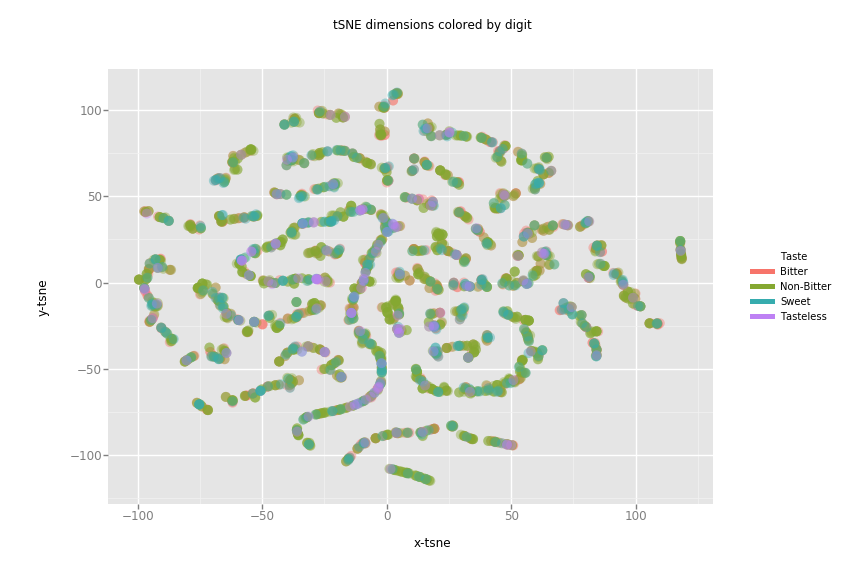 tSNE dimensions colored by digit
100
50
0
−50
−100
y-tsne
−100
−50
0
50
100
x-tsne
Taste
Bitter
Non-Bitter
Sweet
Tasteless